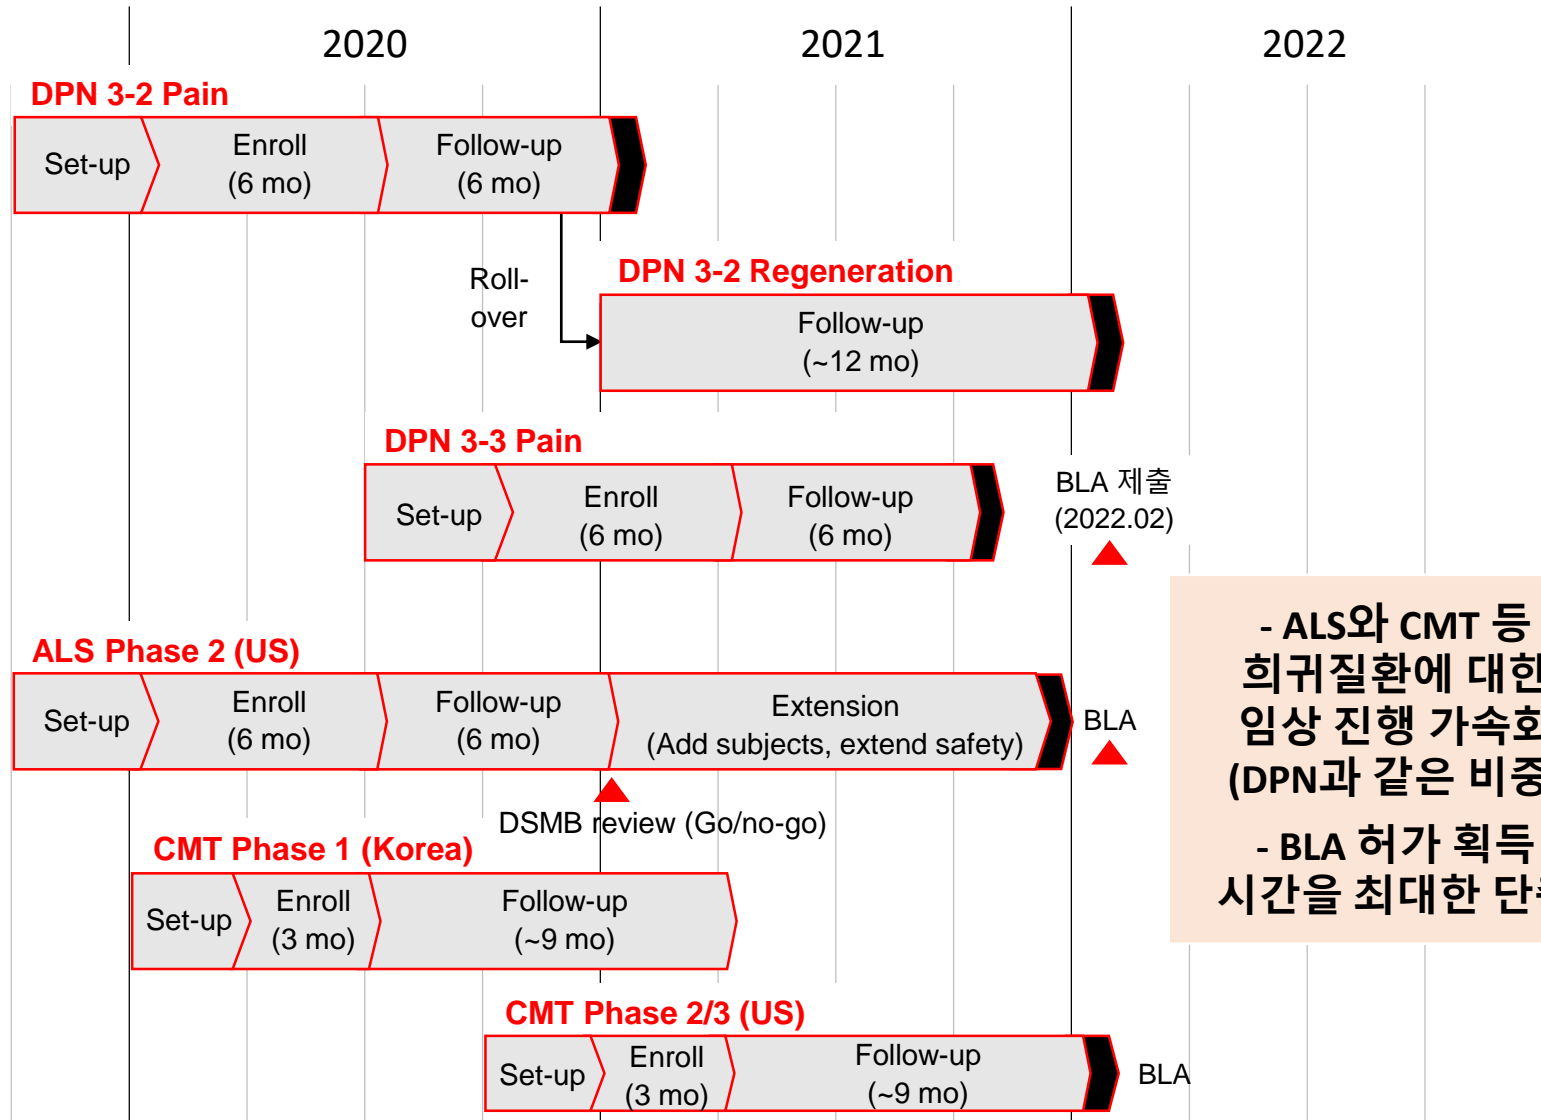 2020
2021
2022
DPN 3-2 Pain
Set-up
Enroll
(6 mo)
Follow-up
(6 mo)
Roll-
over
DPN 3-2 Regeneration
Follow-up
(~12 mo)
DPN 3-3 Pain
Set-up
Enroll
(6 mo)
Follow-up
(6 mo)
BLA 제출
(2022.02)
ALS Phase 2 (US)
Set-up
Enroll
(6 mo)
Follow-up
(6 mo)
Extension
(Add subjects, extend safety)
BLA
DSMB review (Go/no-go)
CMT Phase 1 (Korea)
Set-up
Enroll
(3 mo)
Follow-up
(~9 mo)
CMT Phase 2/3 (US)
Set-up
Enroll
(3 mo)
Follow-up
(~9 mo)
BLA
- ALS와 CMT 등
희귀질환에 대한
임상 진행 가속화
(DPN과 같은 비중
- BLA 허가 획득
시간을 최대한